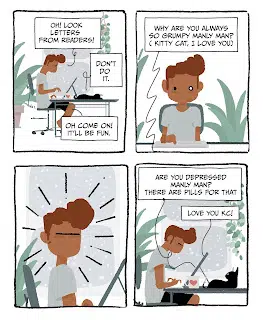 OH! LOOK
LETTERS
FROM READERS!
DON'T
DO IT.
OH COME ON!
IT'LL BE FUN.
WHY ARE YOU ALWAYS
SO GRUMPY MANLY MAN?
( KITTY CAT, I LOVE YOU)
ARE YOU DEPRESSED
MANLY MAN?
THERE ARE PILLS FOR THAT
LOVE YOU KC!